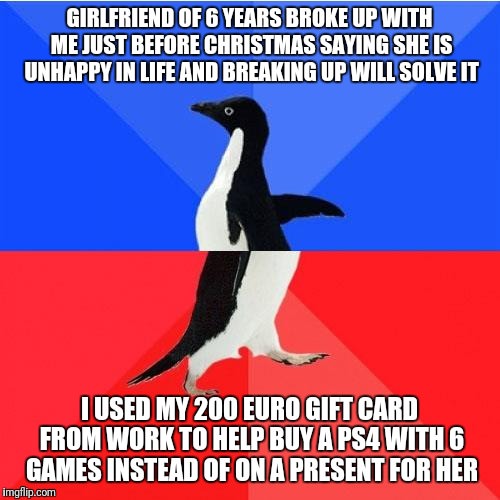 GIRLFRIEND OF 6 YEARS BROKE UP WITH
ME JUST BEFORE CHRISTMAS SAYING SHE IS
UNHAPPY IN LIFE AND BREAKING UP WILL SOLVE IT
I USED MY 200 EURO GIFT CARD
FROM WORK TO HELP BUY A PS4 WITH 6
GAMES INSTEAD OF ON A PRESENT FOR HER
imgflip.com